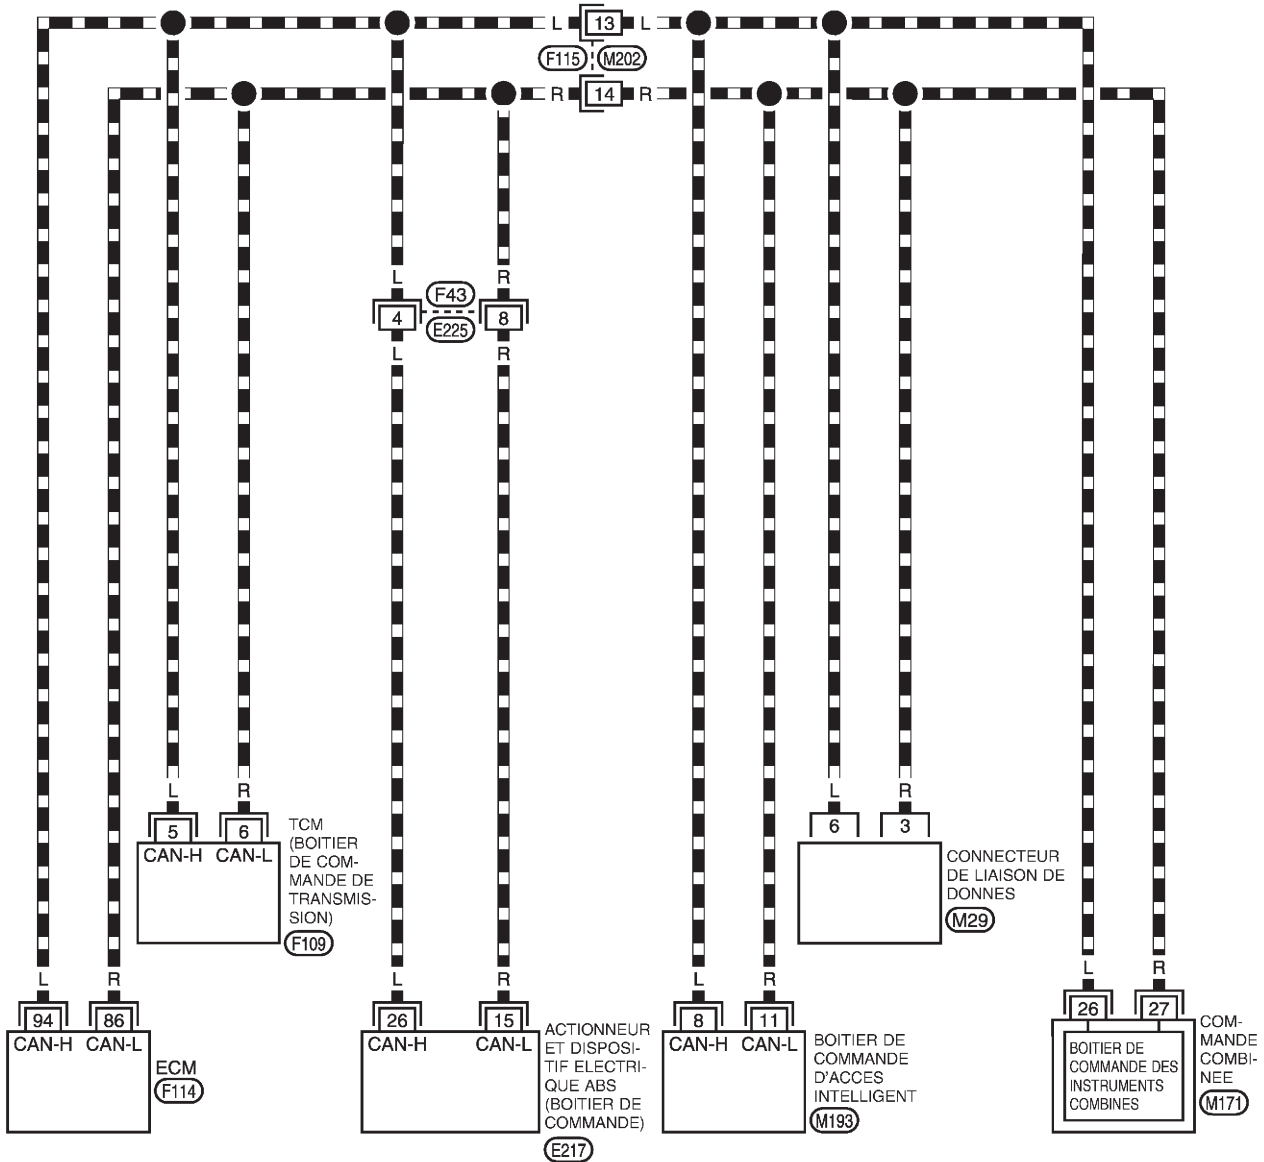 L 13 L
F115 M202
R 14 R
L R
F43
4 8
E225
L R
L R
5 6
CAN-H CAN-L
TCM
(BOITIER
DE COM-
MANDE DE
TRANSMIS-
SION)
F109
L R
6 3
CONNECTEUR
DE LIAISON DE
DONNES
M29
L R
94 86
CAN-H CAN-L
ECM
F114
L R
26 15
CAN-H CAN-L
ACTIONNEUR
ET DISPOSI-
TIF ELECTRI-
QUE ABS
(BOITIER DE
COMMANDE)
E217
L R
8 11
CAN-H CAN-L
BOITIER DE
COMMANDE
D'ACCES
INTELLIGENT
M193
L R
26 27
BOITIER DE
COMMANDE DES
INSTRUMENTS
COMBINES
COM-
MANDE
COMBI-
NEE
M171